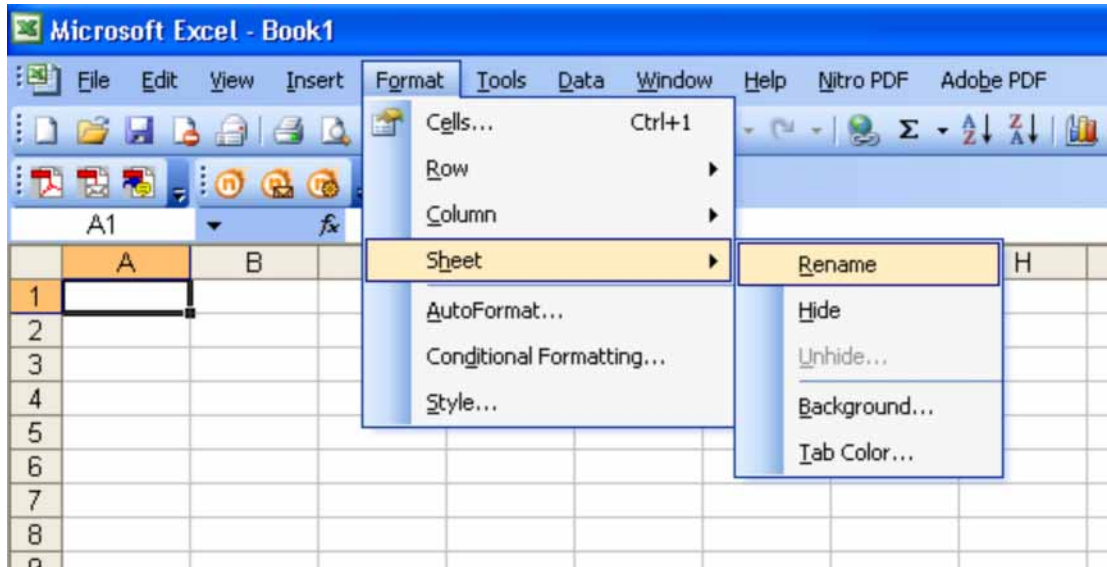 Microsoft Excel - Book1
File Edit View Insert Format Tools Data Window Help Nitro PDF Adobe PDF
Cells... Ctrl+1
Row
Column
A1 fx
Sheet
Rename
A B H
1
Hide
AutoFormat...
2
Unhide...
Conditional Formatting...
3
Style...
4
Background...
5
Tab Color...
6
7
8